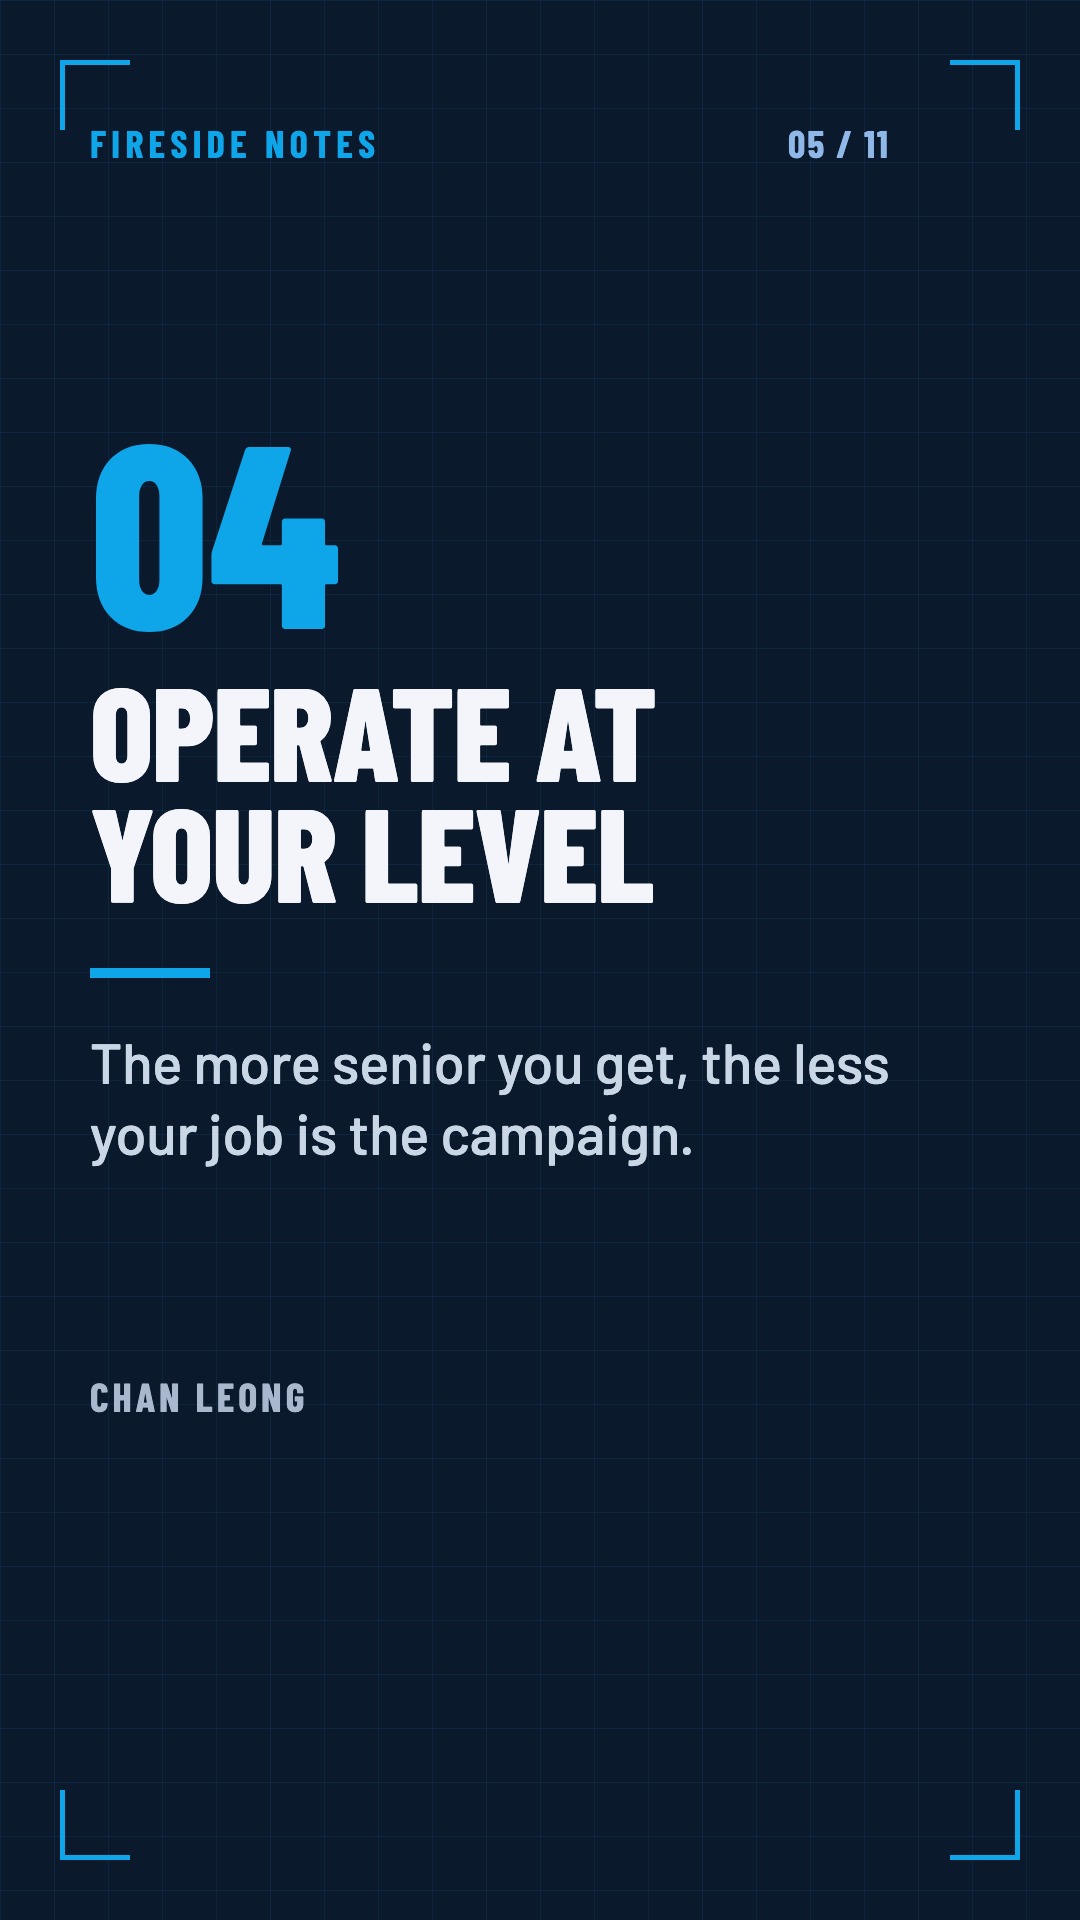 FIRESIDE NOTES
05 / 11
04
OPERATE AT
YOUR LEVEL
The more senior you get, the less
your job is the campaign.
CHAN LEONG